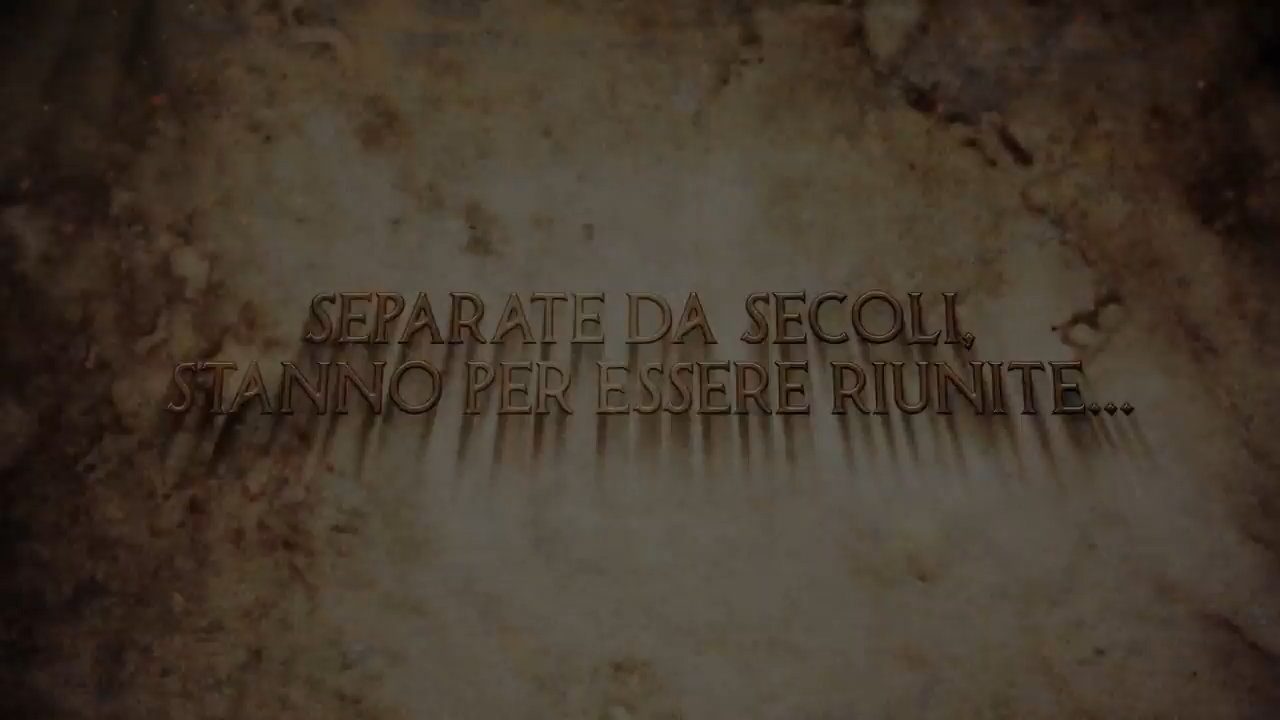 SEPARATE DA SECOLI,
STANNO PER ESSERE RIUNITE...